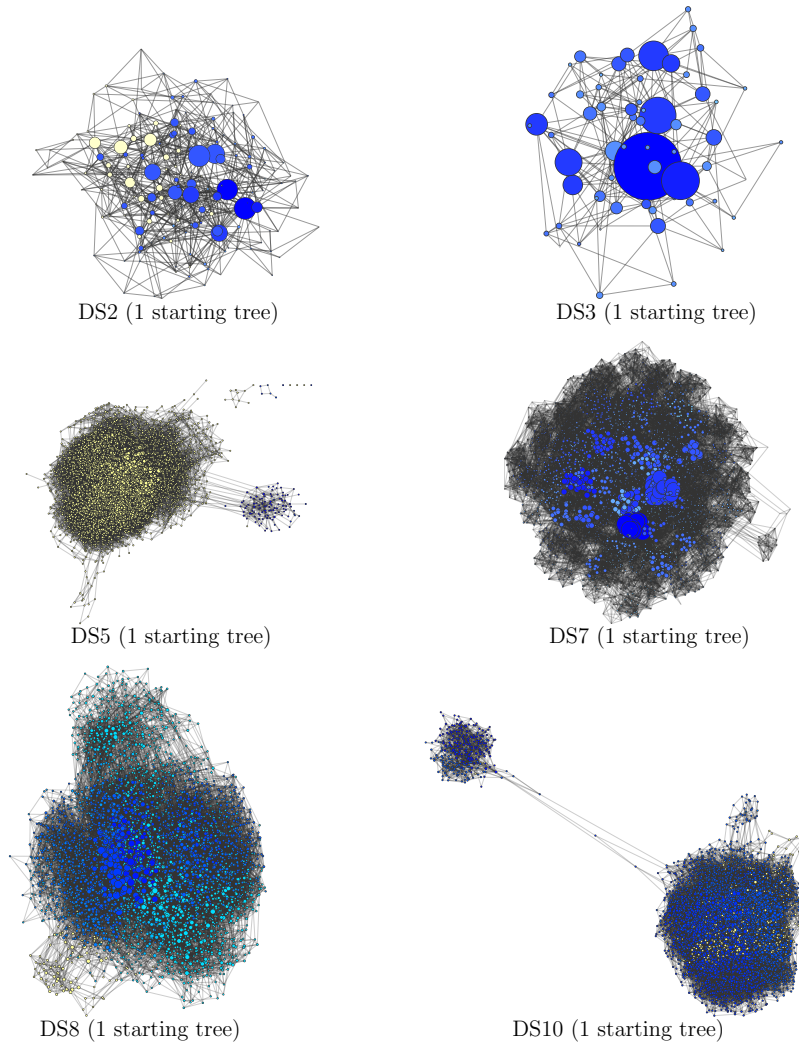 DS2 (1 starting tree)
DS3 (1 starting tree)
DS5 (1 starting tree)
DS7 (1 starting tree)
DS8 (1 starting tree)
DS10 (1 starting tree)